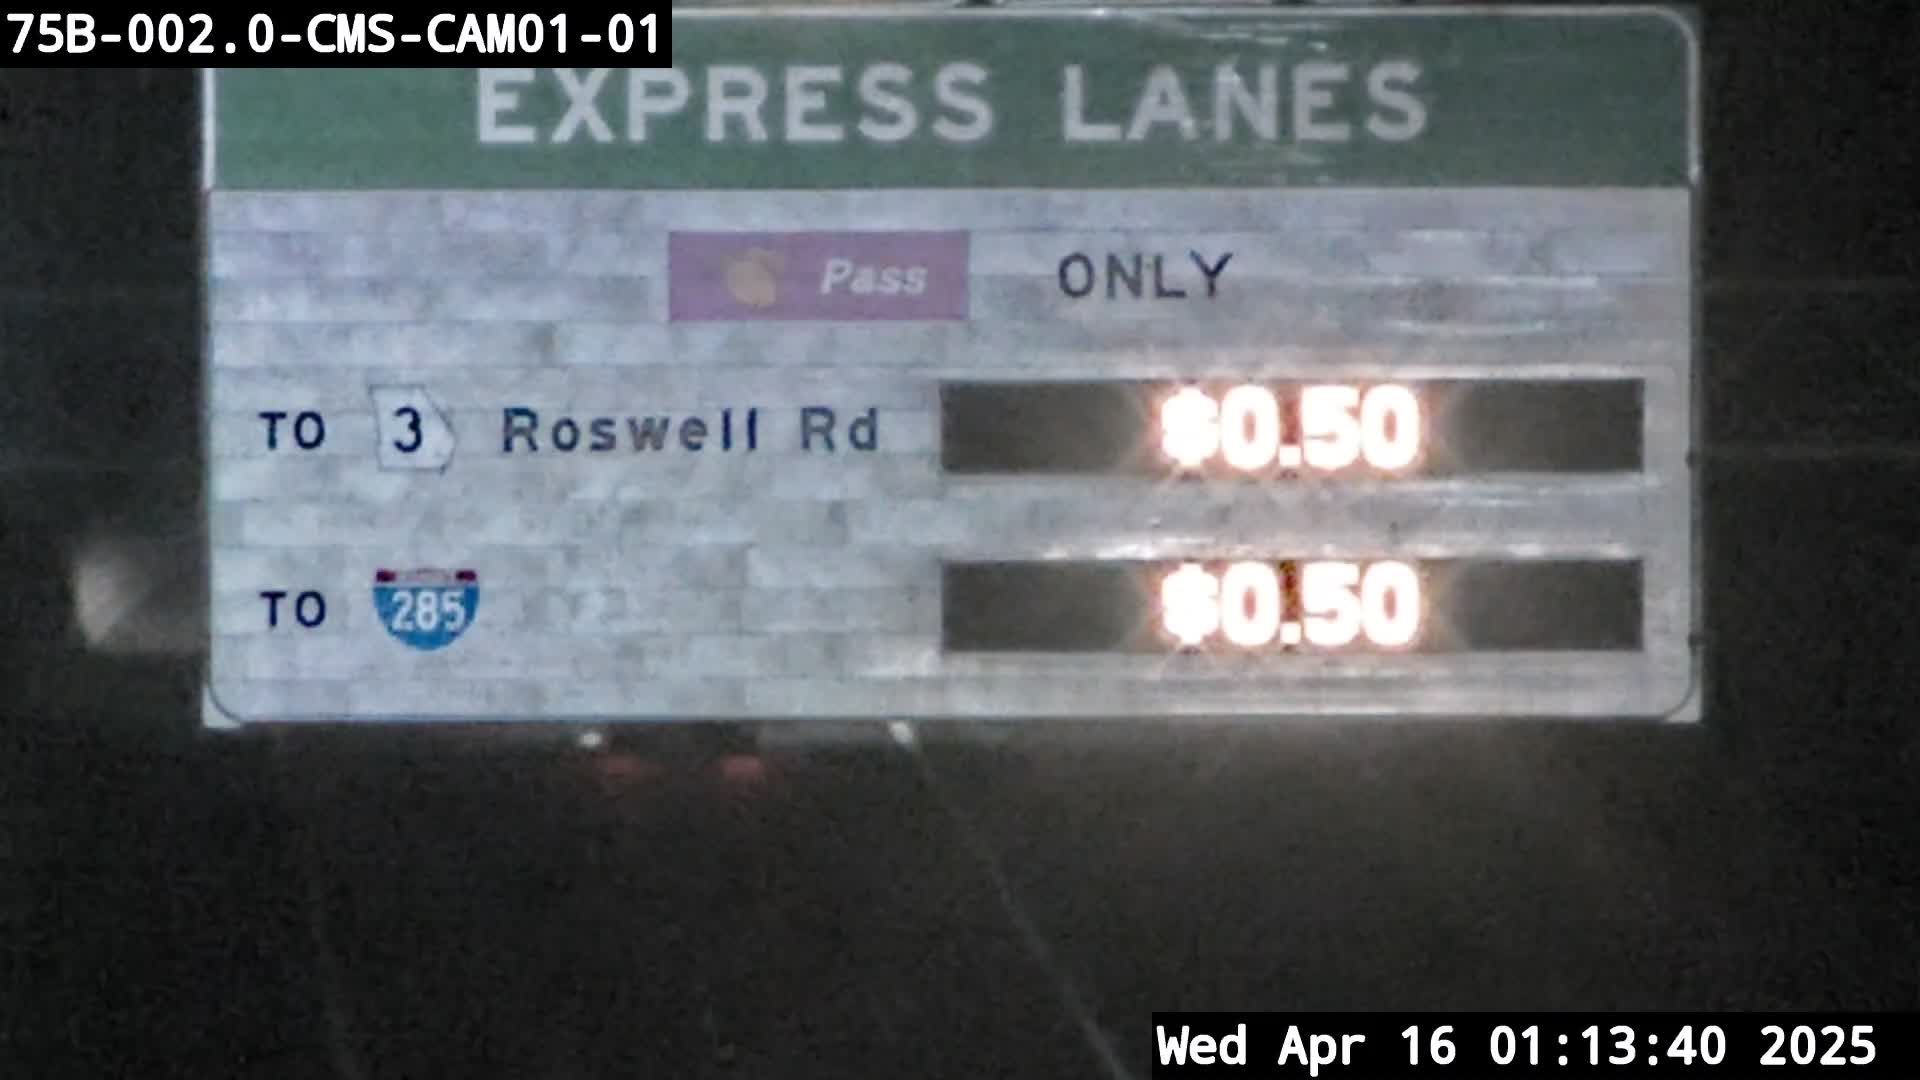 75B-002.0-CMS-CAM01-01
EXPRESS LANES
Pass ONLY
TO 3 Roswell Rd $0.50
TO 285 $0.50
Wed Apr 16 01:13:40 2025